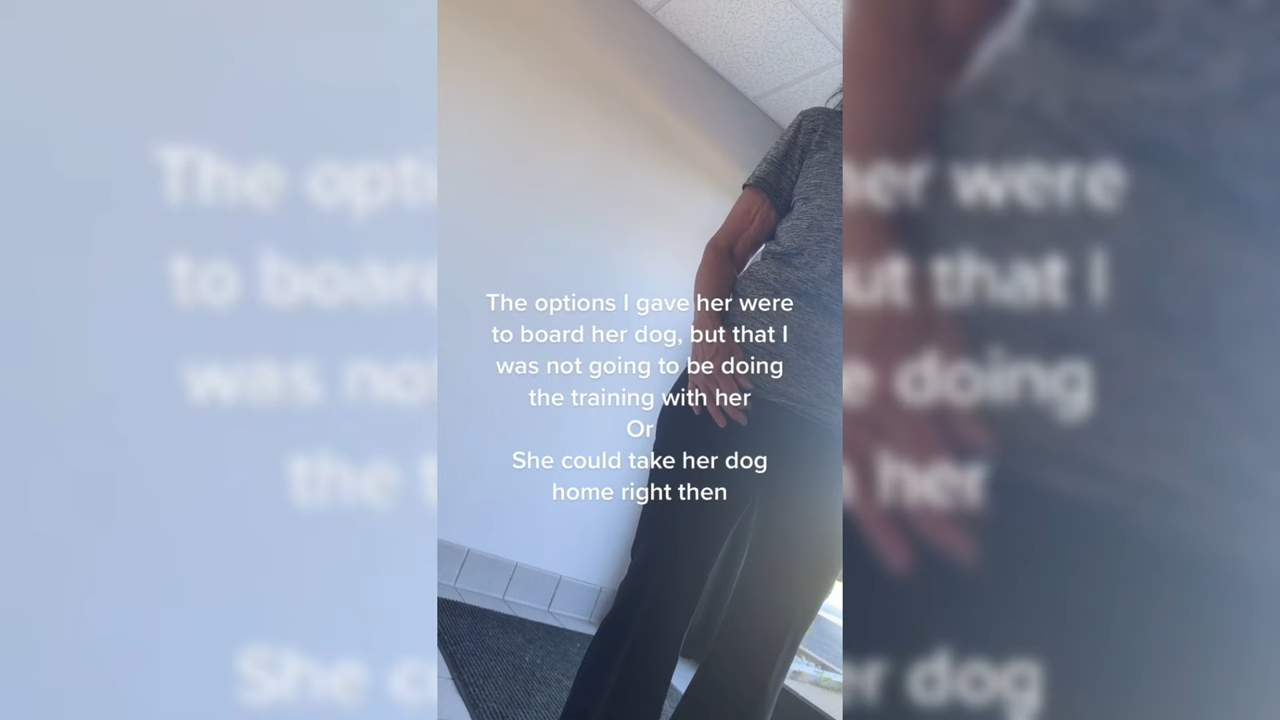 The options I gave her were
to board her dog, but that I
was not going to be doing
the training with her
Or
She could take her dog
home right then